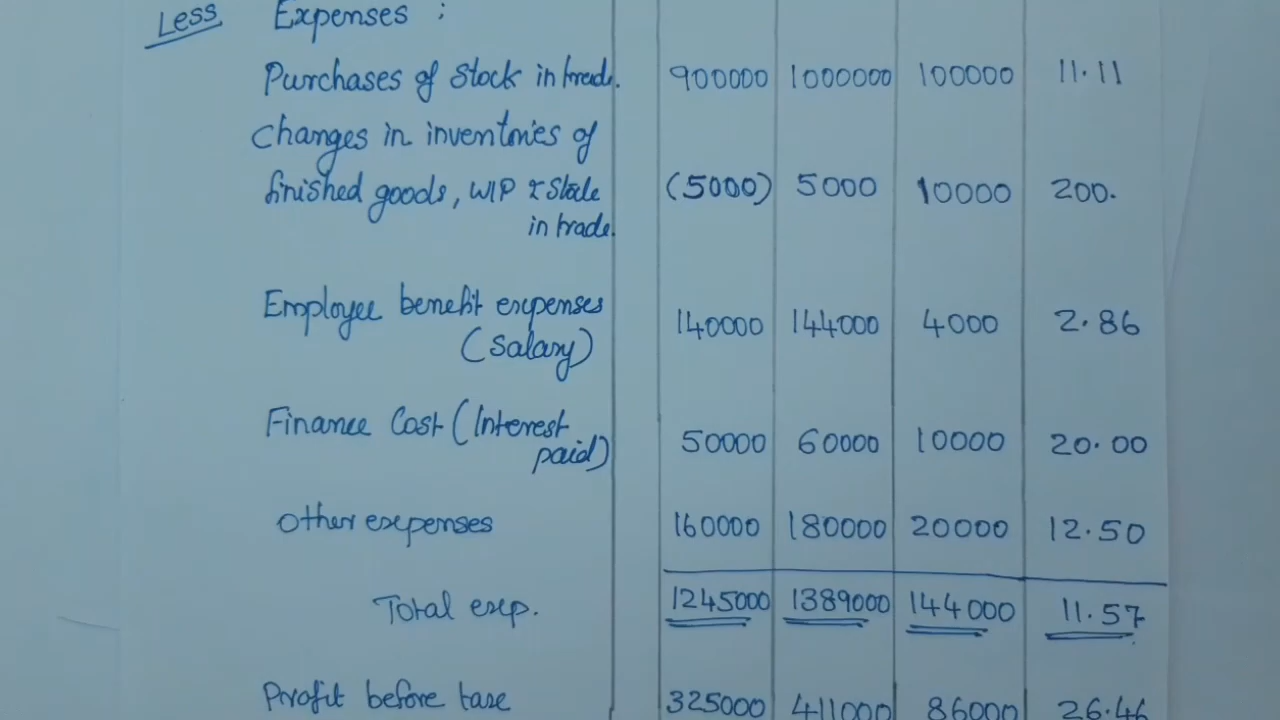 Less Expenses :
Purchases of stock in trade. 900000 1000000 100000 11.11
Changes in inventories of
finished goods, WIP & Stock (5000) 5000 10000 200.
in trade.
Employee benefit expenses
(Salary) 140000 144000 4000 2.86
Finance Cost (Interest
paid) 50000 60000 10000 20.00
Other expenses 160000 180000 20000 12.50
Total exp. 1245000 1389000 144000 11.57
Profit before tax 325000 411000 86000 26.46